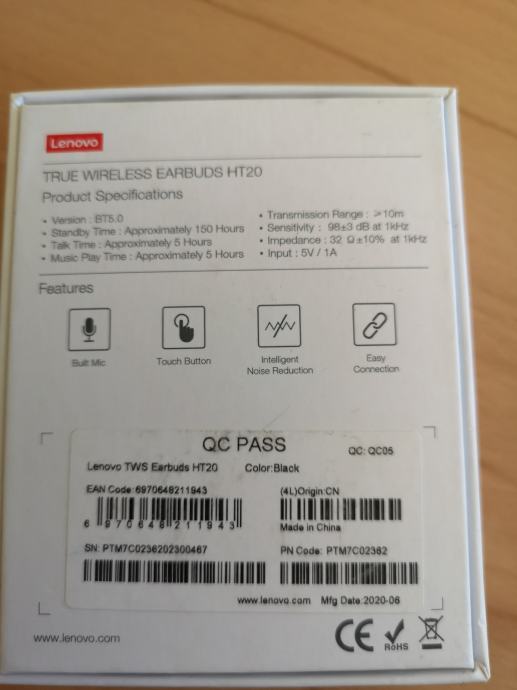 Lenovo
TRUE WIRELESS EARBUDS HT20
Product Specifications
• Version : BT5.0
• Standby Time : Approximately 150 Hours
• Talk Time : Approximately 5 Hours
• Music Play Time : Approximately 5 Hours
• Transmission Range : ≥10m
• Sensitivity : 98±3 dB at 1kHz
• Impedance : 32 Ω±10% at 1kHz
• Input : 5V / 1A
Features
Built Mic
Touch Button
Intelligent
Noise Reduction
Easy
Connection
QC PASS
QC: QC05
Lenovo TWS Earbuds HT20 Color:Black
EAN Code:6970648211943
6 970648 211943
(4L)Origin:CN
Made in China
SN: PTM7C0236202300467
PN Code: PTM7C02362
www.lenovo.com Mfg Date:2020-06
www.lenovo.com
CE
RoHS